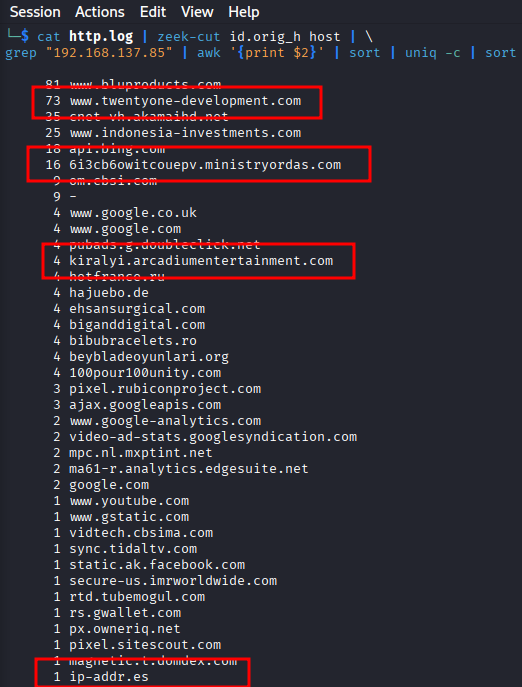 Session Actions Edit View Help
└─$ cat http.log | zeek-cut id.orig_h host | \
grep "192.168.137.85" | awk '{print $2}' | sort | uniq -c | sort
81 www.bluproducts.com
73 www.twentyone-development.com
35 cnet-vh.akamaihd.net
25 www.indonesia-investments.com
18 api.bing.com
16 6i3cb6owitcouepv.ministryordas.com
9 om.cbsi.com
9 -
4 www.google.co.uk
4 www.google.com
4 pubads.g.doubleclick.net
4 kiralyi.arcadiumentertainment.com
4 hotfrance.ru
4 hajuebo.de
4 ehsansurgical.com
4 biganddigital.com
4 bibubracelets.ro
4 beybladeoyunlari.org
4 100pour100unity.com
3 pixel.rubiconproject.com
3 ajax.googleapis.com
2 www.google-analytics.com
2 video-ad-stats.googlesyndication.com
2 mpc.nl.mxptint.net
2 ma61-r.analytics.edgesuite.net
2 google.com
1 www.youtube.com
1 www.gstatic.com
1 vidtech.cbsima.com
1 sync.tidaltv.com
1 static.ak.facebook.com
1 secure-us.imrworldwide.com
1 rtd.tubemogul.com
1 rs.gwallet.com
1 px.owneriq.net
1 pixel.sitescout.com
1 magnetic.t.domdex.com
1 ip-addr.es